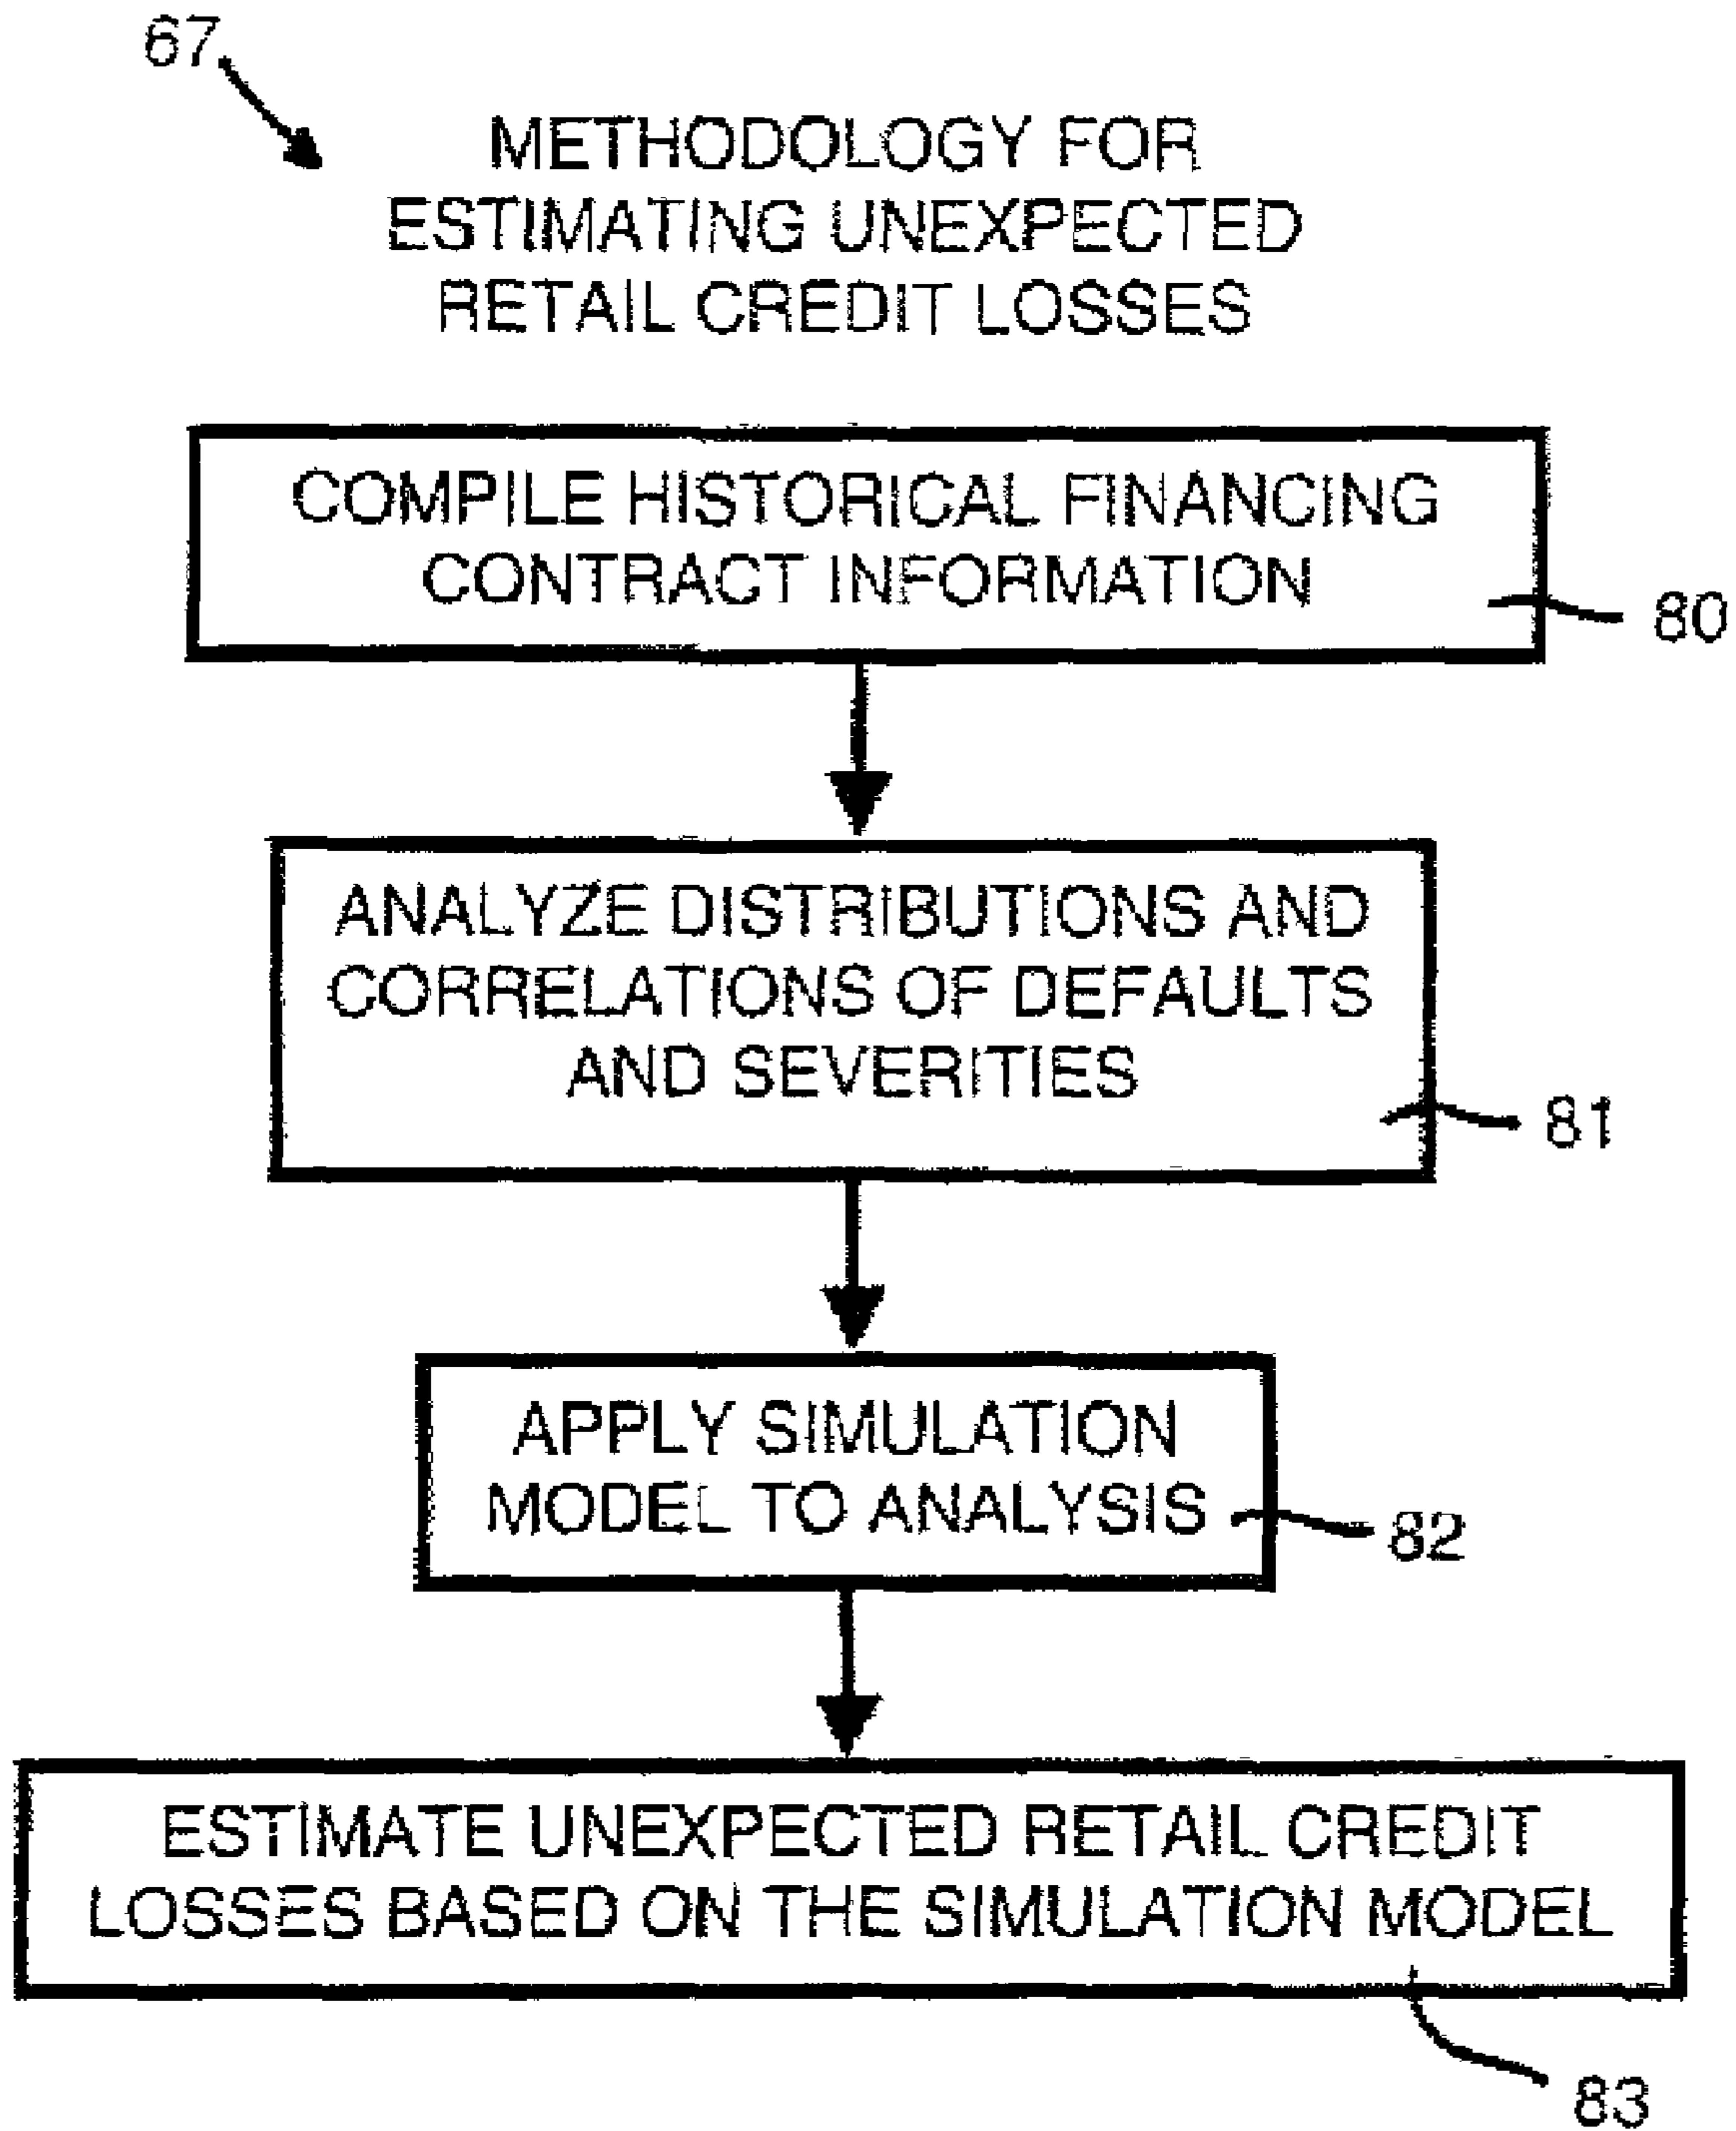 67
METHODOLOGY FOR
ESTIMATING UNEXPECTED
RETAIL CREDIT LOSSES
COMPILE HISTORICAL FINANCING
CONTRACT INFORMATION
80
ANALYZE DISTRIBUTIONS AND
CORRELATIONS OF DEFAULTS
AND SEVERITIES
81
APPLY SIMULATION
MODEL TO ANALYSIS
82
ESTIMATE UNEXPECTED RETAIL CREDIT
LOSSES BASED ON THE SIMULATION MODEL
83